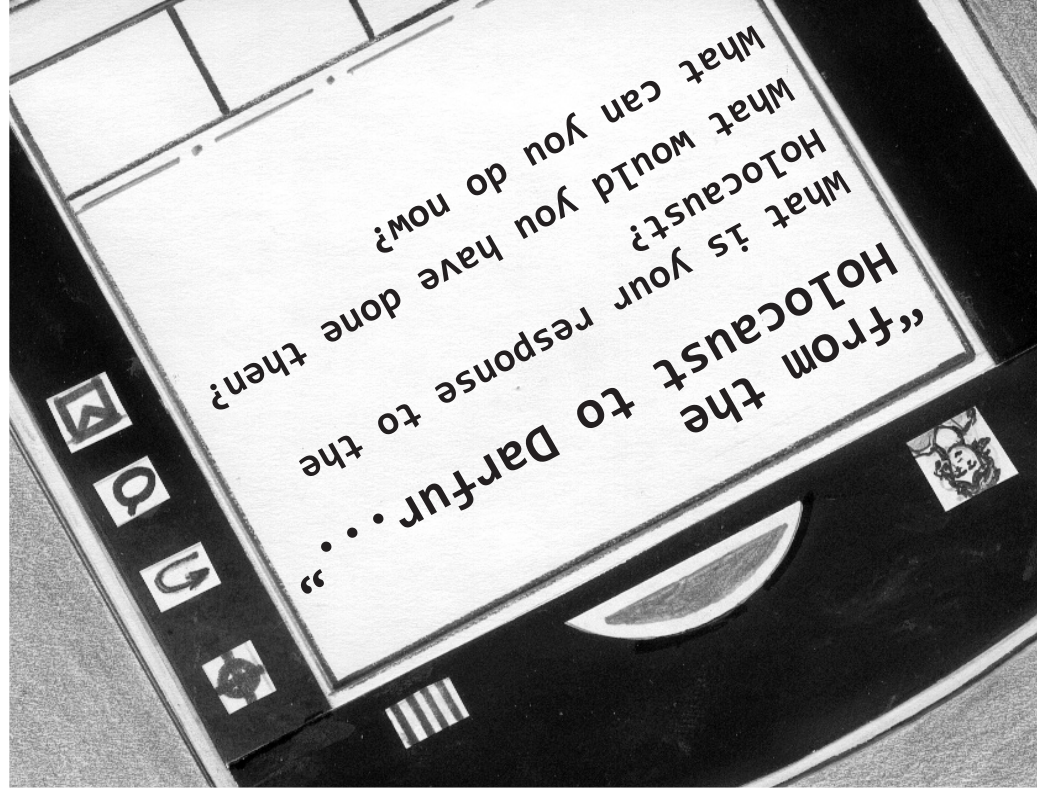 “from the
Holocaust to Darfur...”
What is your response to the
Holocaust?
What would you have done then?
What can you do now?